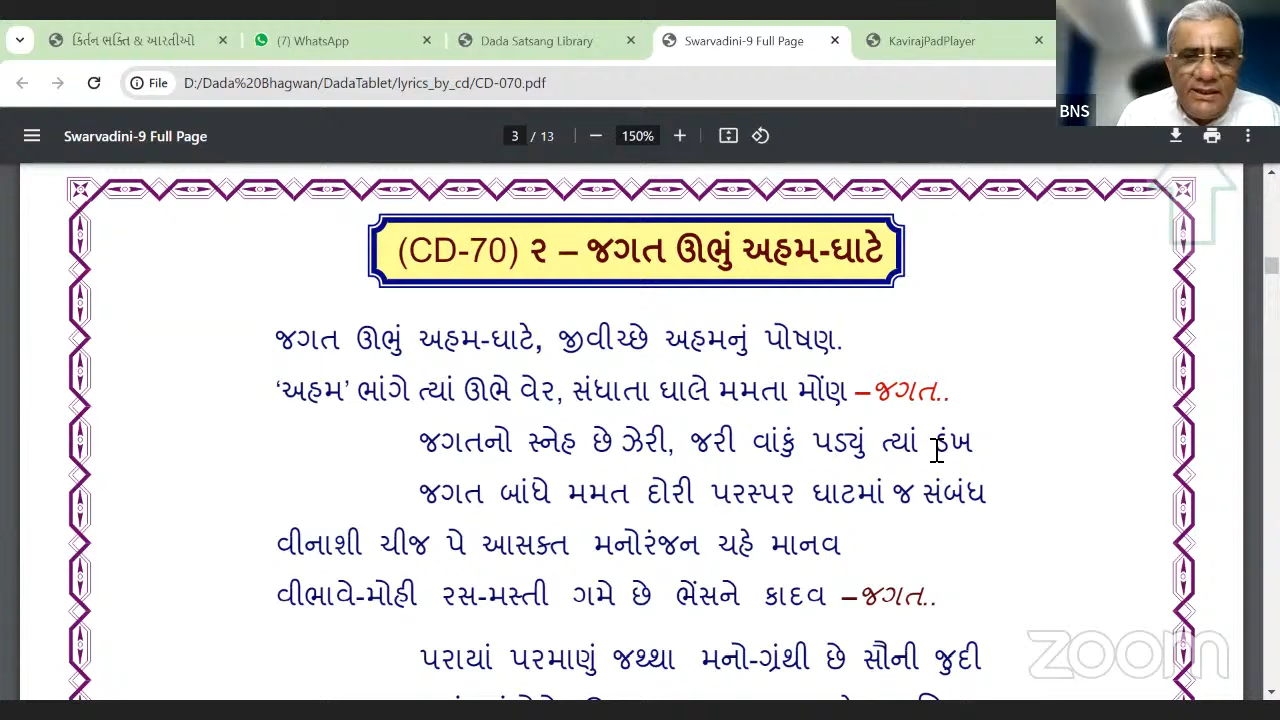 કિર્તન ભક્તિ & આરતીઓ
(7) WhatsApp
Dada Satsang Library
Swarvadini-9 Full Page
KavirajPadPlayer
File D:/Dada%20Bhagwan/DadaTablet/lyrics_by_cd/CD-070.pdf
BNS
Swarvadini-9 Full Page 3 / 13 150%
(CD-70) ૨ – જગત ઊભું અહમ-ઘાટે
જગત ઊભું અહમ-ઘાટે, જીવીચ્છે અહમનું પોષણ.
‘અહમ’ ભાંગે ત્યાં ઊભે વેર, સંધાતા ઘાલે મમતા મોંણ –જગત..
જગતનો સ્નેહ છે ઝેરી, જરી વાંકું પડ્યું ત્યાં ડંખ
જગત બાંધે મમત દોરી પરસ્પર ઘાટમાં જ સંબંધ
વીનાશી ચીજ પે આસક્ત મનોરંજન ચહે માનવ
વીભાવે-મોહી રસ-મસ્તી ગમે છે ભેંસને કાદવ –જગત..
પરાયાં પરમાણું જથ્થા મનો-ગ્રંથી છે સૌની જુદી
zoom